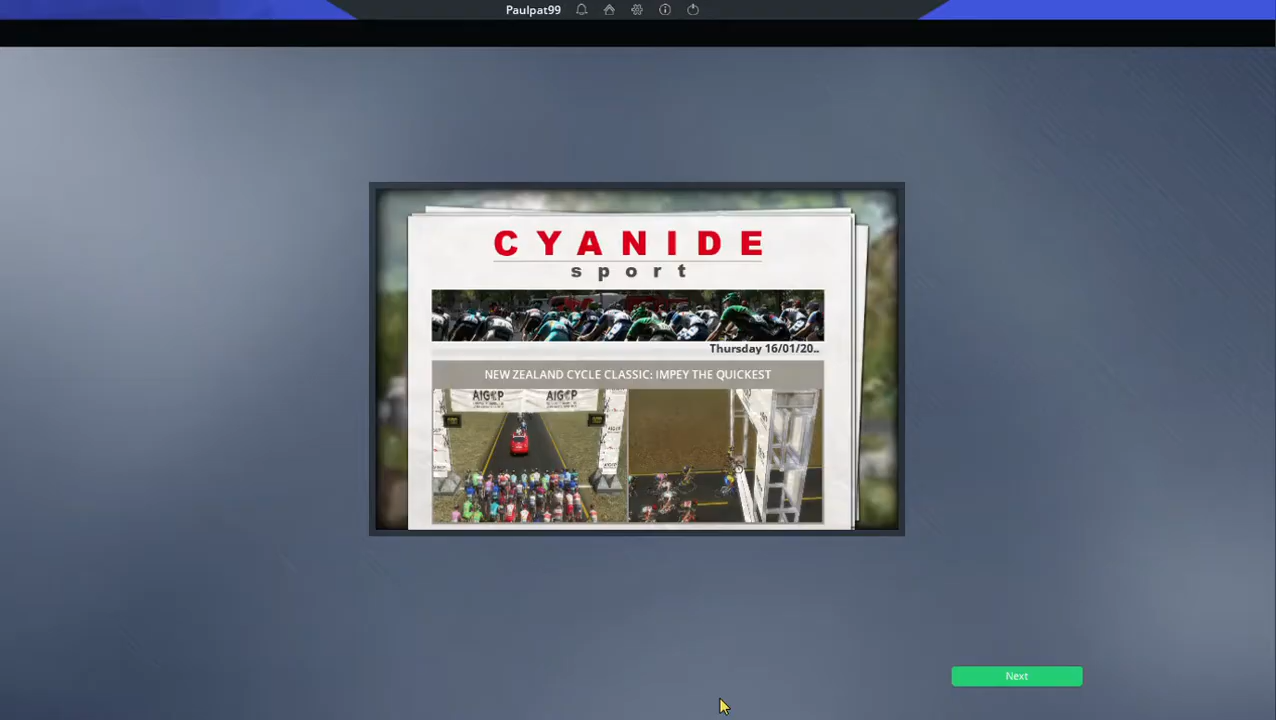 Paulpat99
CYANIDE
sport
Thursday 16/01/20..
NEW ZEALAND CYCLE CLASSIC: IMPEY THE QUICKEST
AIGCP AIGCP
Next